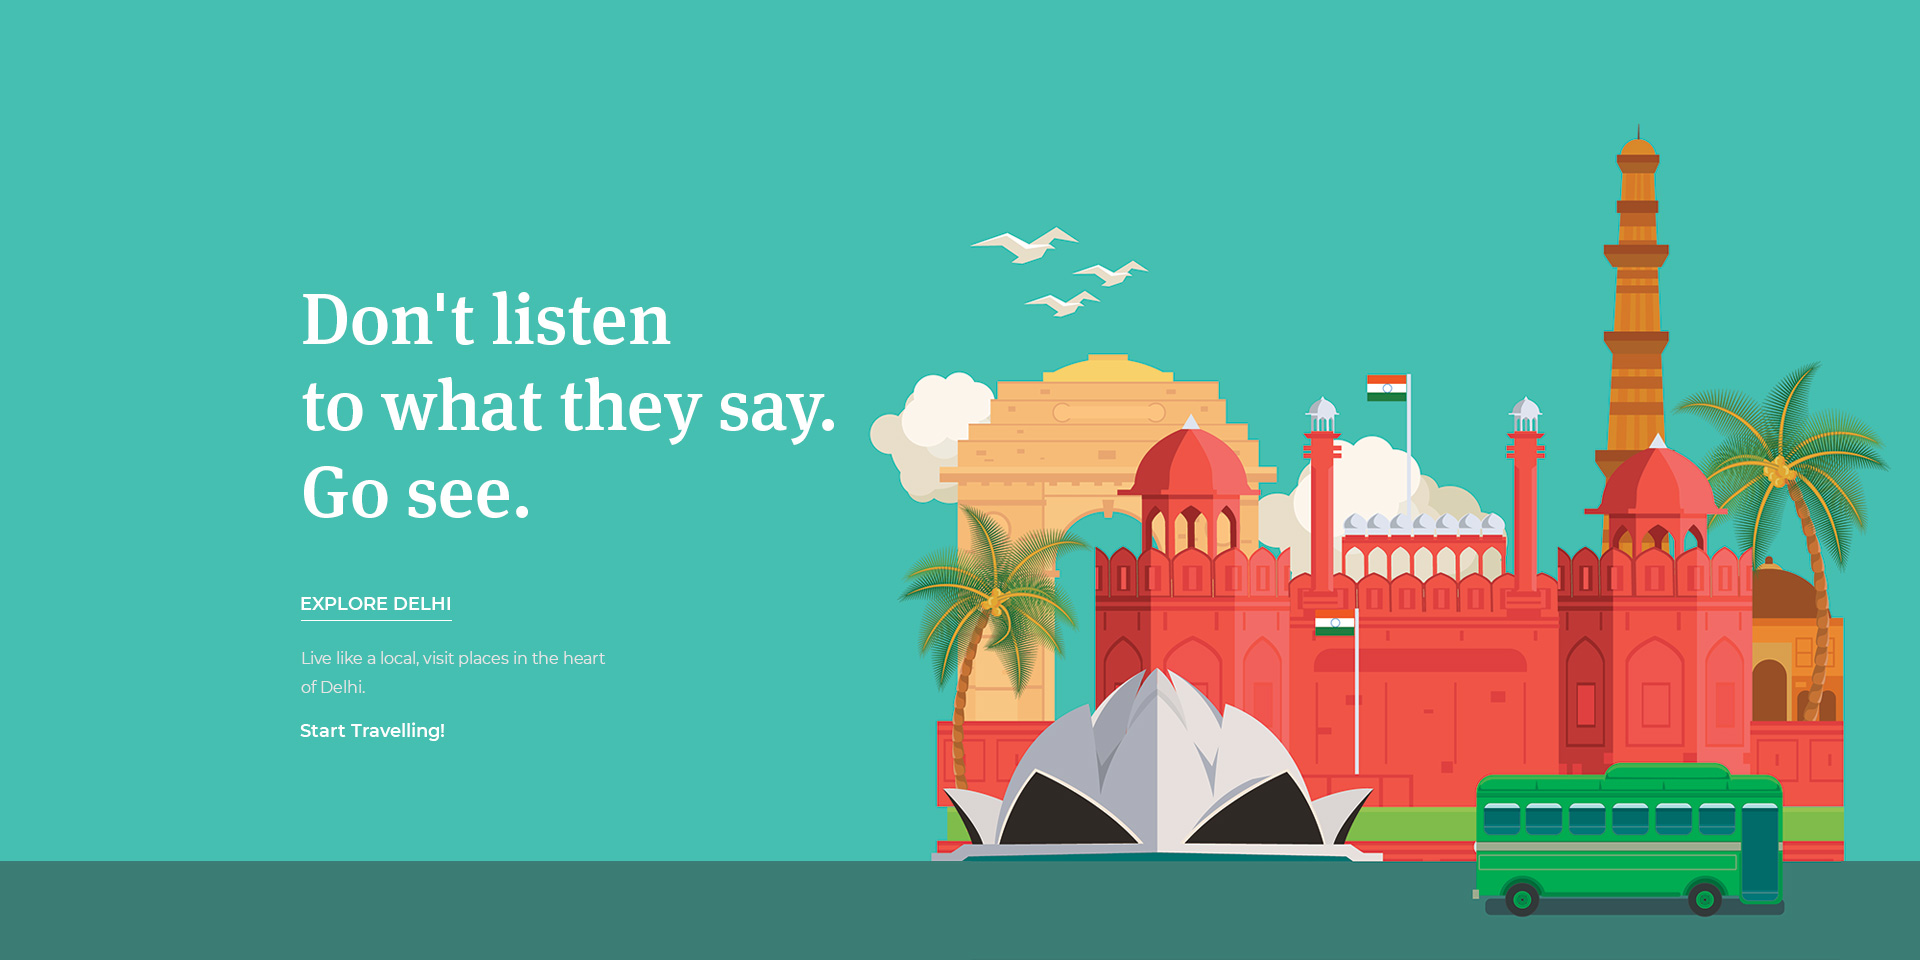 Don't listen
to what they say.
Go see.
EXPLORE DELHI
Live like a local, visit places in the heart
of Delhi.
Start Travelling!